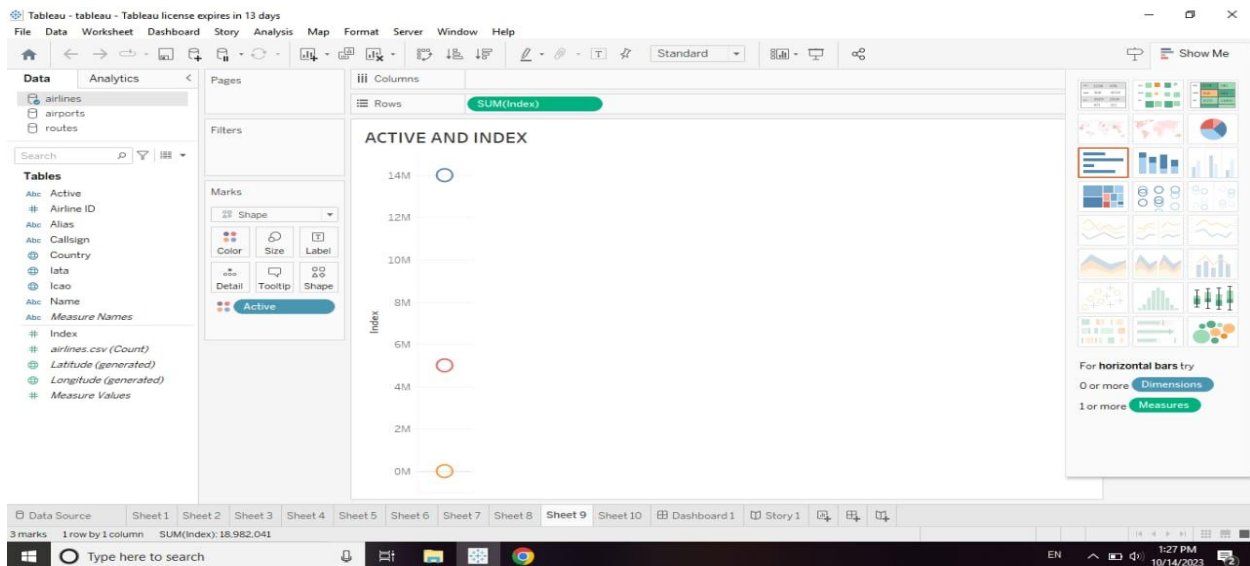 Tableau - tableau - Tableau license expires in 13 days
File Data Worksheet Dashboard Story Analysis Map Format Server Window Help
Standard
Show Me
Data Analytics
airlines
airports
routes
Search
Tables
Abc Active
# Airline ID
Abc Alias
Abc Callsign
Country
Iata
Icao
Abc Name
Abc Measure Names
# Index
# airlines.csv (Count)
Latitude (generated)
Longitude (generated)
# Measure Values
Pages
Filters
Marks
Shape
Color Size Label
Detail Tooltip Shape
Active
Columns
Rows SUM(Index)
ACTIVE AND INDEX
Index
14M
12M
10M
8M
6M
4M
2M
0M
For horizontal bars try
0 or more Dimensions
1 or more Measures
Data Source Sheet 1 Sheet 2 Sheet 3 Sheet 4 Sheet 5 Sheet 6 Sheet 7 Sheet 8 Sheet 9 Sheet 10 Dashboard 1 Story 1
3 marks 1 row by 1 column SUM(Index): 18,982,041
Type here to search
EN
1:27 PM
10/14/2023
2